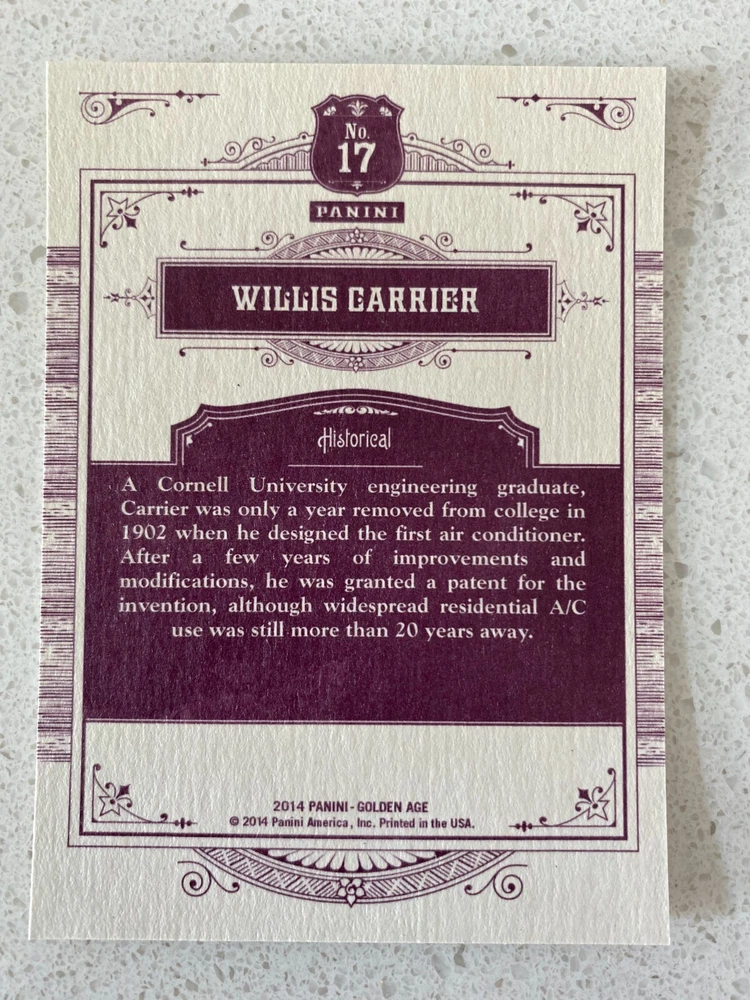 No.
17
PANINI
WILLIS CARRIER
Historical
A Cornell University engineering graduate,
Carrier was only a year removed from college in
1902 when he designed the first air conditioner.
After a few years of improvements and
modifications, he was granted a patent for the
invention, although widespread residential A/C
use was still more than 20 years away.
2014 PANINI - GOLDEN AGE
© 2014 Panini America, Inc. Printed in the USA.